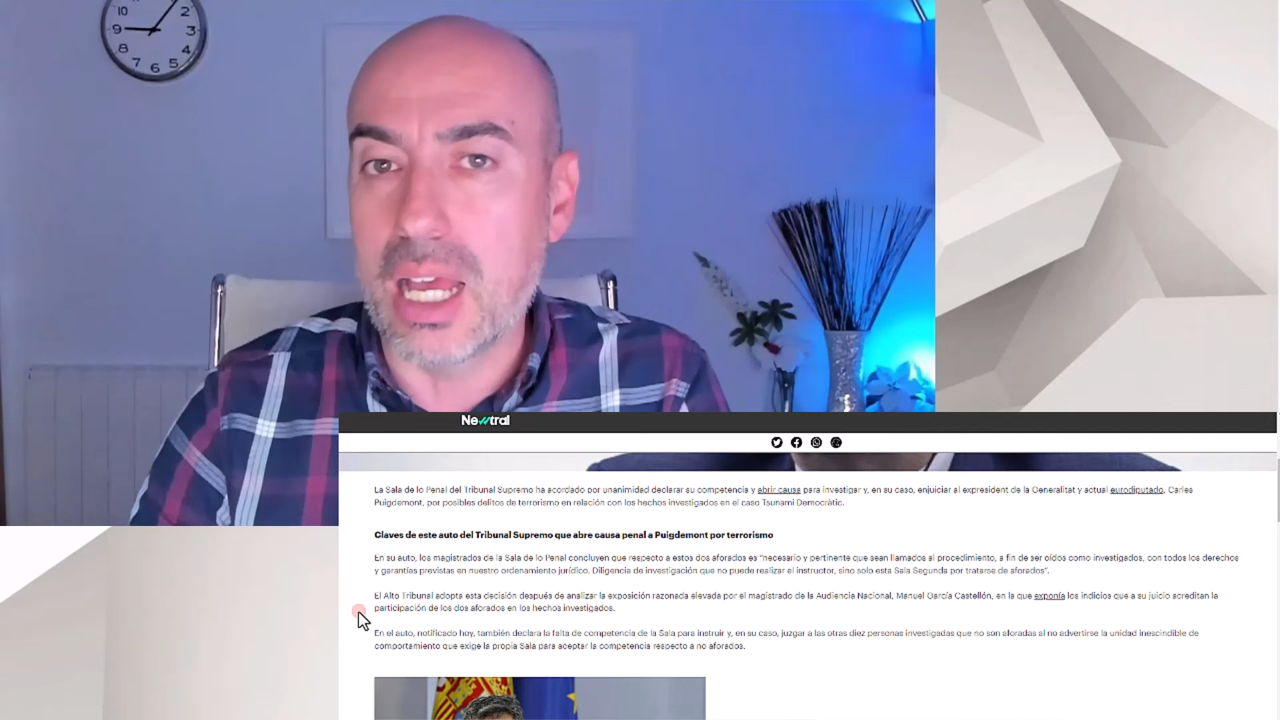 10 2
9 3
8 4
7 6 5
Newtral
La Sala de lo Penal del Tribunal Supremo ha acordado por unanimidad declarar su competencia y abrir causa para investigar y, en su caso, enjuiciar al expresident de la Generalitat y actual eurodiputado, Carles
Puigdemont, por posibles delitos de terrorismo en relación con los hechos investigados en el caso Tsunami Democràtic.
Claves de este auto del Tribunal Supremo que abre causa penal a Puigdemont por terrorismo
En su auto, los magistrados de la Sala de lo Penal concluyen que respecto a estos dos aforados es "necesario y pertinente que sean llamados al procedimiento, a fin de ser oídos como investigados, con todos los derechos
y garantías previstas en nuestro ordenamiento jurídico. Diligencia de investigación que no puede realizar el instructor, sino solo esta Sala Segunda por tratarse de aforados".
El Alto Tribunal adopta esta decisión después de analizar la exposición razonada elevada por el magistrado de la Audiencia Nacional, Manuel García Castellón, en la que exponía los indicios que a su juicio acreditan la
participación de los dos aforados en los hechos investigados.
En el auto, notificado hoy, también declara la falta de competencia de la Sala para instruir y, en su caso, juzgar a las otras diez personas investigadas que no son aforadas al no advertirse la unidad inescindible de
comportamiento que exige la propia Sala para aceptar la competencia respecto a no aforados.